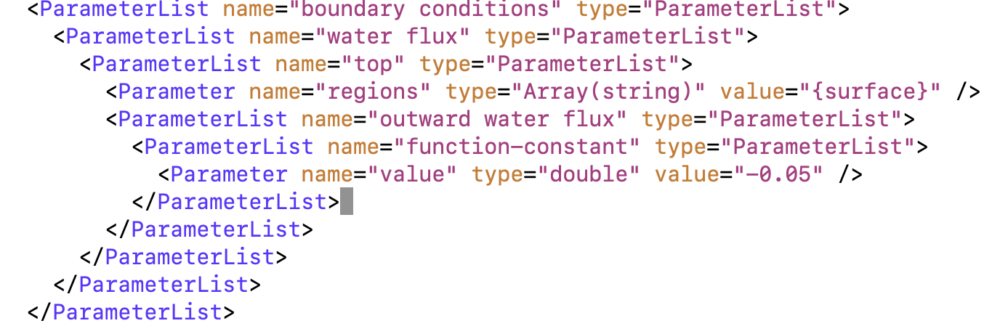 <ParameterList name="boundary conditions" type="ParameterList">
<ParameterList name="water flux" type="ParameterList">
<ParameterList name="top" type="ParameterList">
<Parameter name="regions" type="Array(string)" value="{surface}" />
<ParameterList name="outward water flux" type="ParameterList">
<ParameterList name="function-constant" type="ParameterList">
<Parameter name="value" type="double" value="-0.05" />
</ParameterList>
</ParameterList>
</ParameterList>
</ParameterList>
</ParameterList>